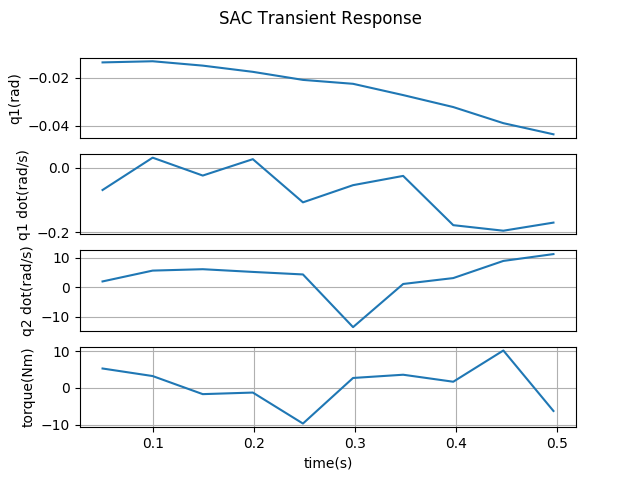 SAC Transient Response
q1(rad)
−0.02
−0.04
q1 dot(rad/s)
0.0
−0.2
q2 dot(rad/s)
10
0
−10
torque(Nm)
10
0
−10
0.1 0.2 0.3 0.4 0.5
time(s)